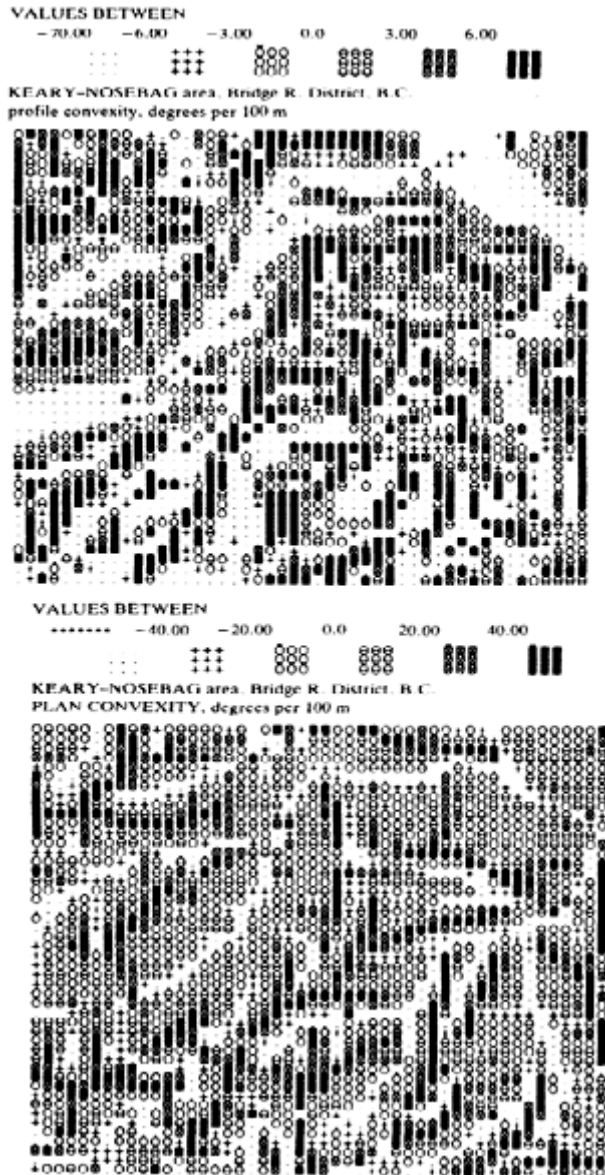 VALUES BETWEEN
−70.00 −6.00 −3.00 0.0 3.00 6.00
KEARY–NOSEBAG area, Bridge R. District, B.C.
profile convexity, degrees per 100 m
VALUES BETWEEN
−40.00 −20.00 0.0 20.00 40.00
KEARY–NOSEBAG area, Bridge R. District, B.C.
PLAN CONVEXITY, degrees per 100 m